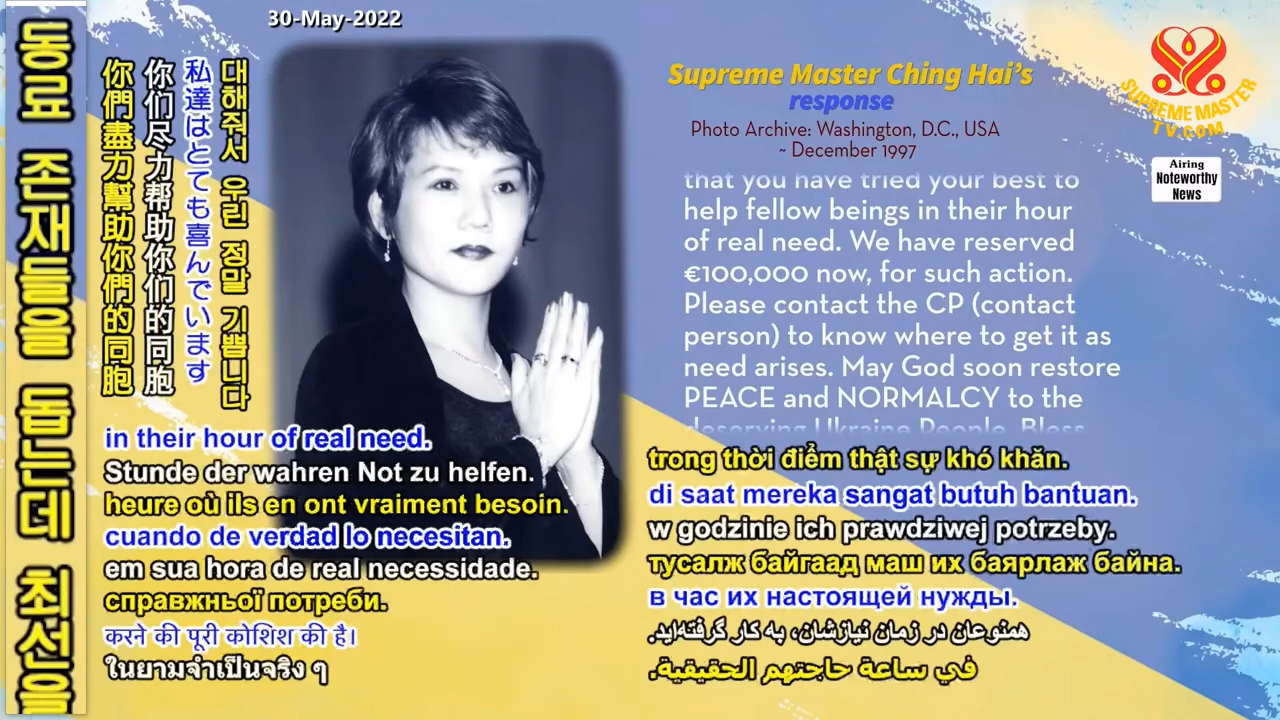 30-May-2022
동료 존재들을 돕는데 최선을
대해줘서 우린 정말 기쁩니다
私達はとても喜んでいます
你们尽力帮助你们的同胞
你們盡力幫助你們的同胞
in their hour of real need.
Stunde der wahren Not zu helfen.
heure où ils en ont vraiment besoin.
cuando de verdad lo necesitan.
em sua hora de real necessidade.
справжньої потреби.
करने की पूरी कोशिश की है।
ในยามจำเป็นจริง ๆ
Supreme Master Ching Hai's
response
Photo Archive: Washington, D.C., USA
~ December 1997
that you have tried your best to
help fellow beings in their hour
of real need. We have reserved
€100,000 now, for such action.
Please contact the CP (contact
person) to know where to get it as
need arises. May God soon restore
PEACE and NORMALCY to the
deserving Ukraine People. Bless
trong thời điểm thật sự khó khăn.
di saat mereka sangat butuh bantuan.
w godzinie ich prawdziwej potrzeby.
тусалж байгаад маш их баярлаж байна.
в час их настоящей нужды.
همنوعان در زمان نیازشان، به کار گرفته‌اید.
في ساعة حاجتهم الحقيقية.
SUPREME MASTER
TV.COM
Airing
Noteworthy
News